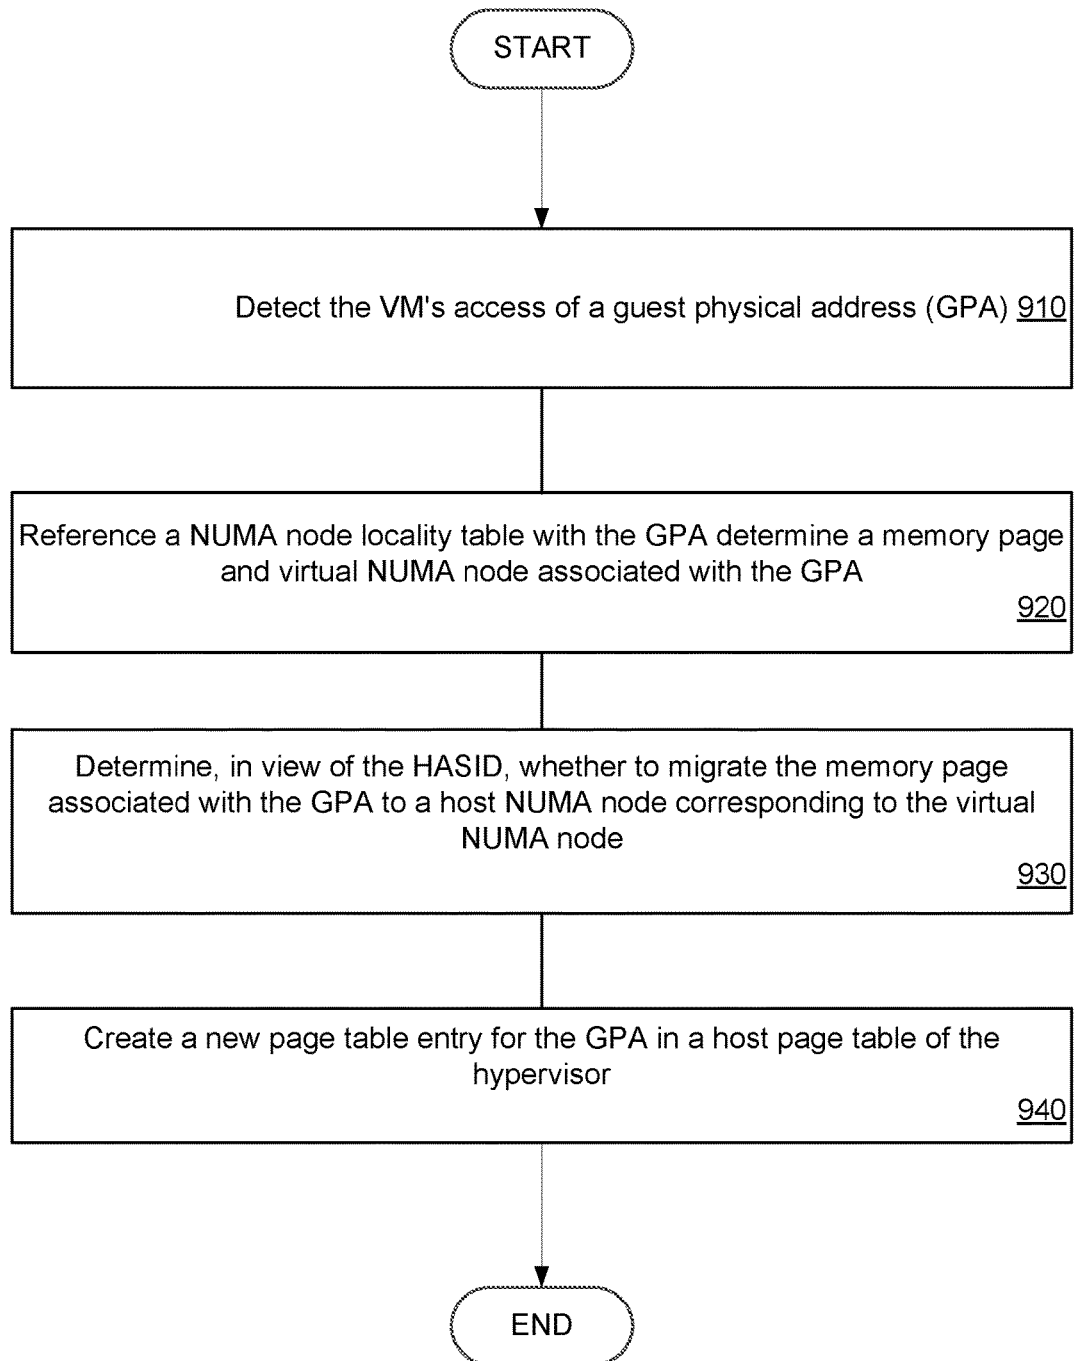 START
Detect the VM's access of a guest physical address (GPA) 910
Reference a NUMA node locality table with the GPA determine a memory page
and virtual NUMA node associated with the GPA
920
Determine, in view of the HASID, whether to migrate the memory page
associated with the GPA to a host NUMA node corresponding to the virtual
NUMA node
930
Create a new page table entry for the GPA in a host page table of the
hypervisor
940
END